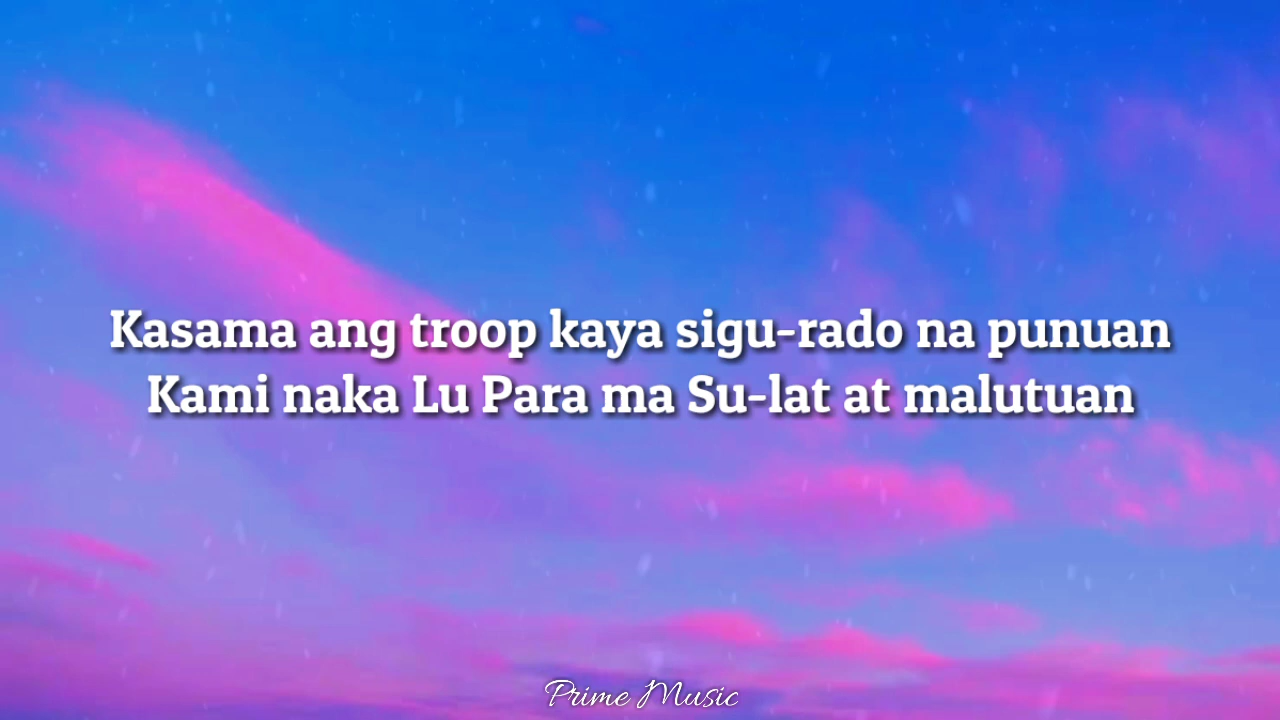 Kasama ang troop kaya sigu-rado na punuan
Kami naka Lu Para ma Su-lat at malutuan
Prime Music